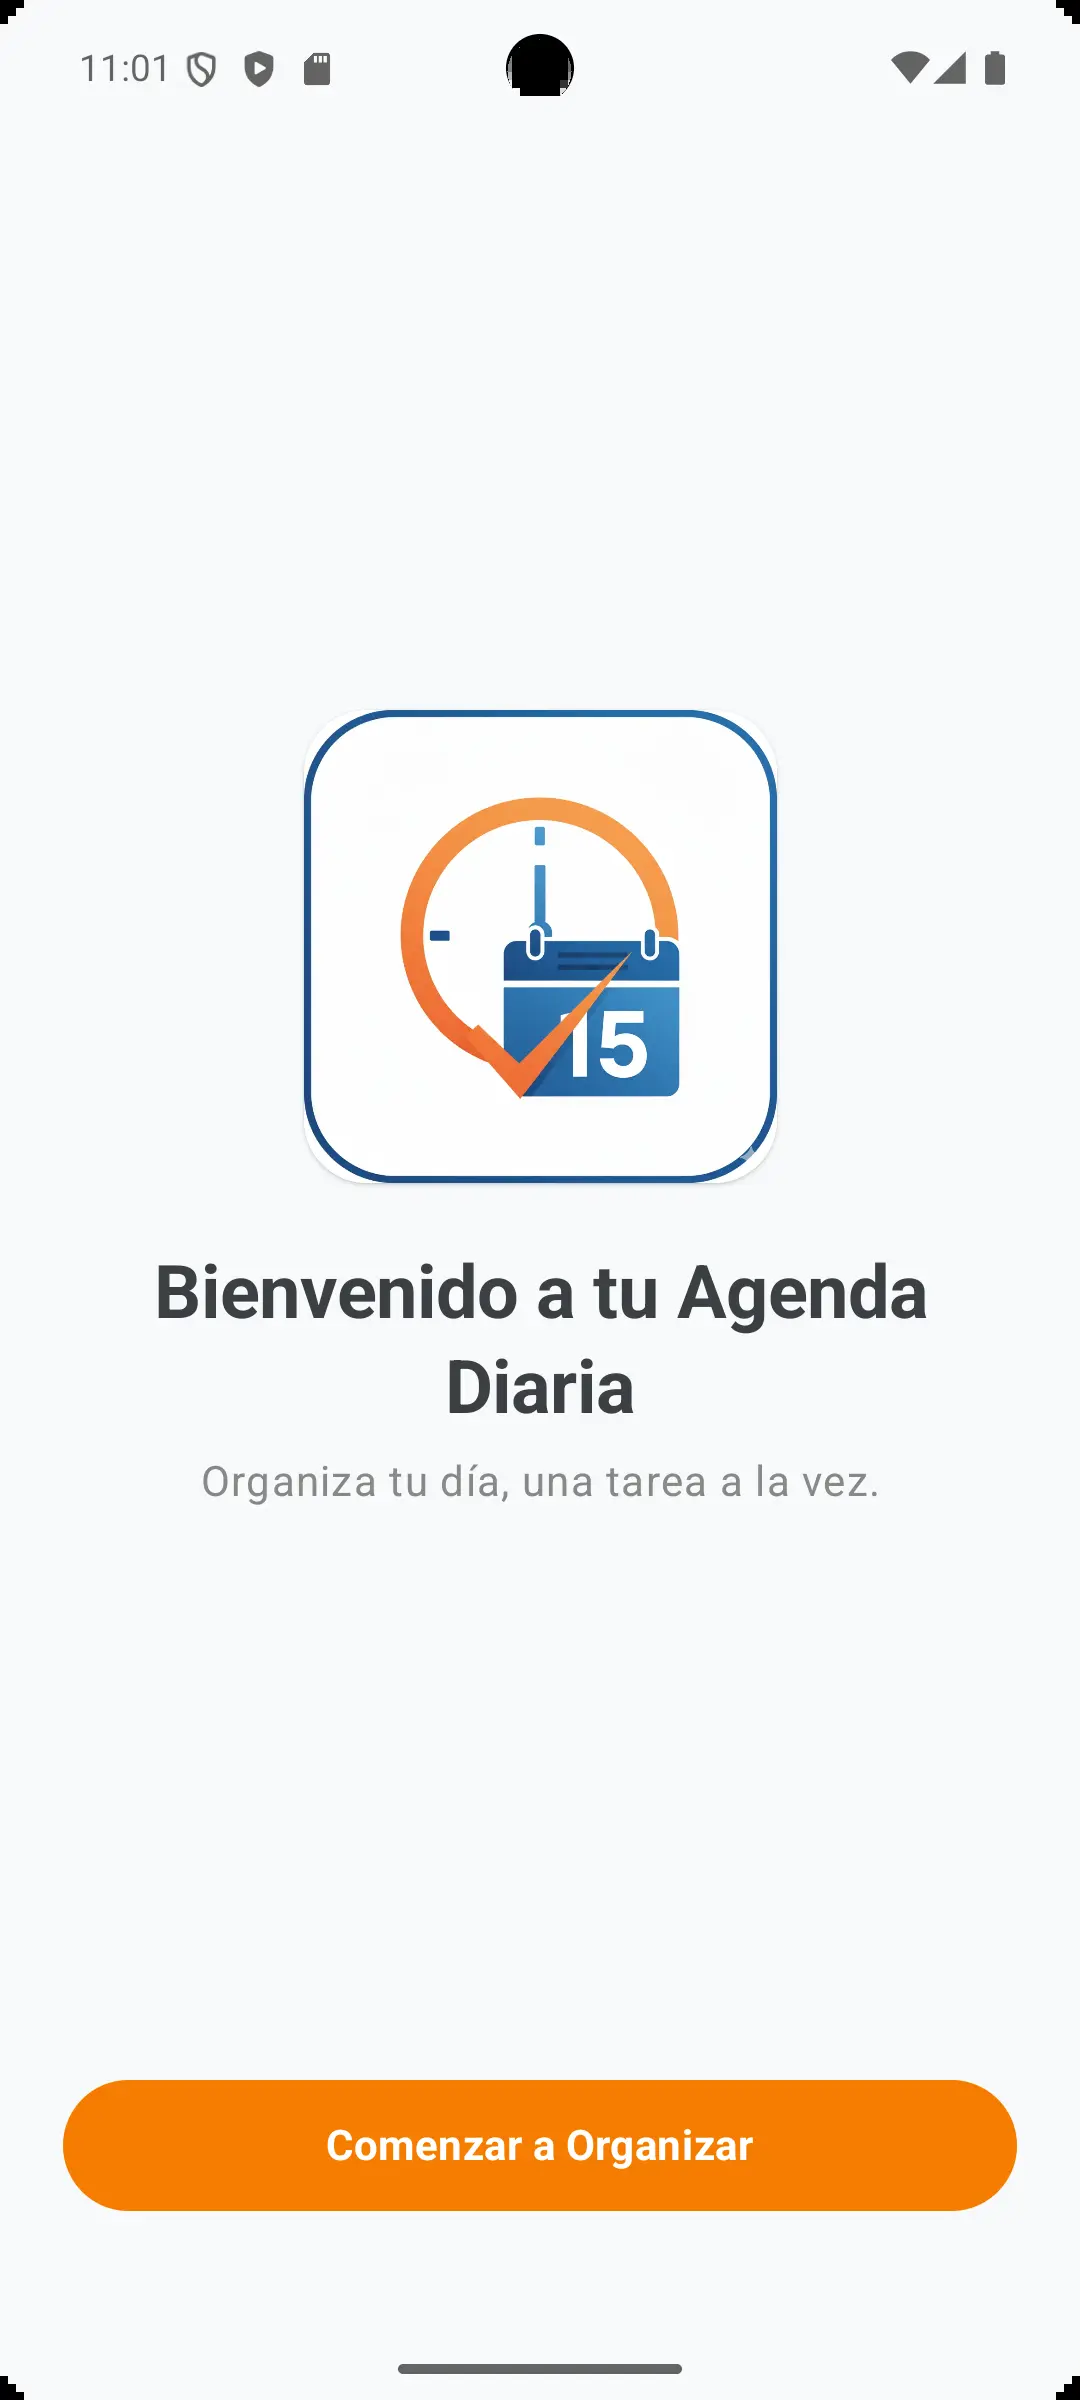 11:01
15
Bienvenido a tu Agenda
Diaria
Organiza tu día, una tarea a la vez.
Comenzar a Organizar